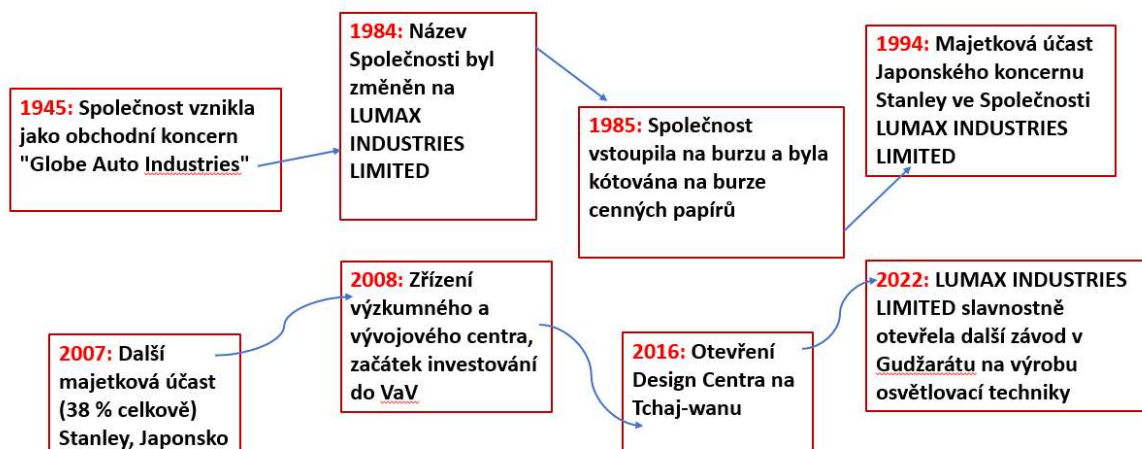 1945: Společnost vznikla
jako obchodní koncern
"Globe Auto Industries"
1984: Název
Společnosti byl
změněn na
LUMAX
INDUSTRIES
LIMITED
1985: Společnost
vstoupila na burzu a byla
kótována na burze
cenných papírů
1994: Majetková účast
Japonského koncernu
Stanley ve Společnosti
LUMAX INDUSTRIES
LIMITED
2007: Další
majetková účast
(38 % celkově)
Stanley, Japonsko
2008: Zřízení
výzkumného a
vývojového centra,
začátek investování
do VaV
2016: Otevření
Design Centra na
Tchaj-wanu
2022: LUMAX INDUSTRIES
LIMITED slavnostně
otevřela další závod v
Gudžarátu na výrobu
osvětlovací techniky